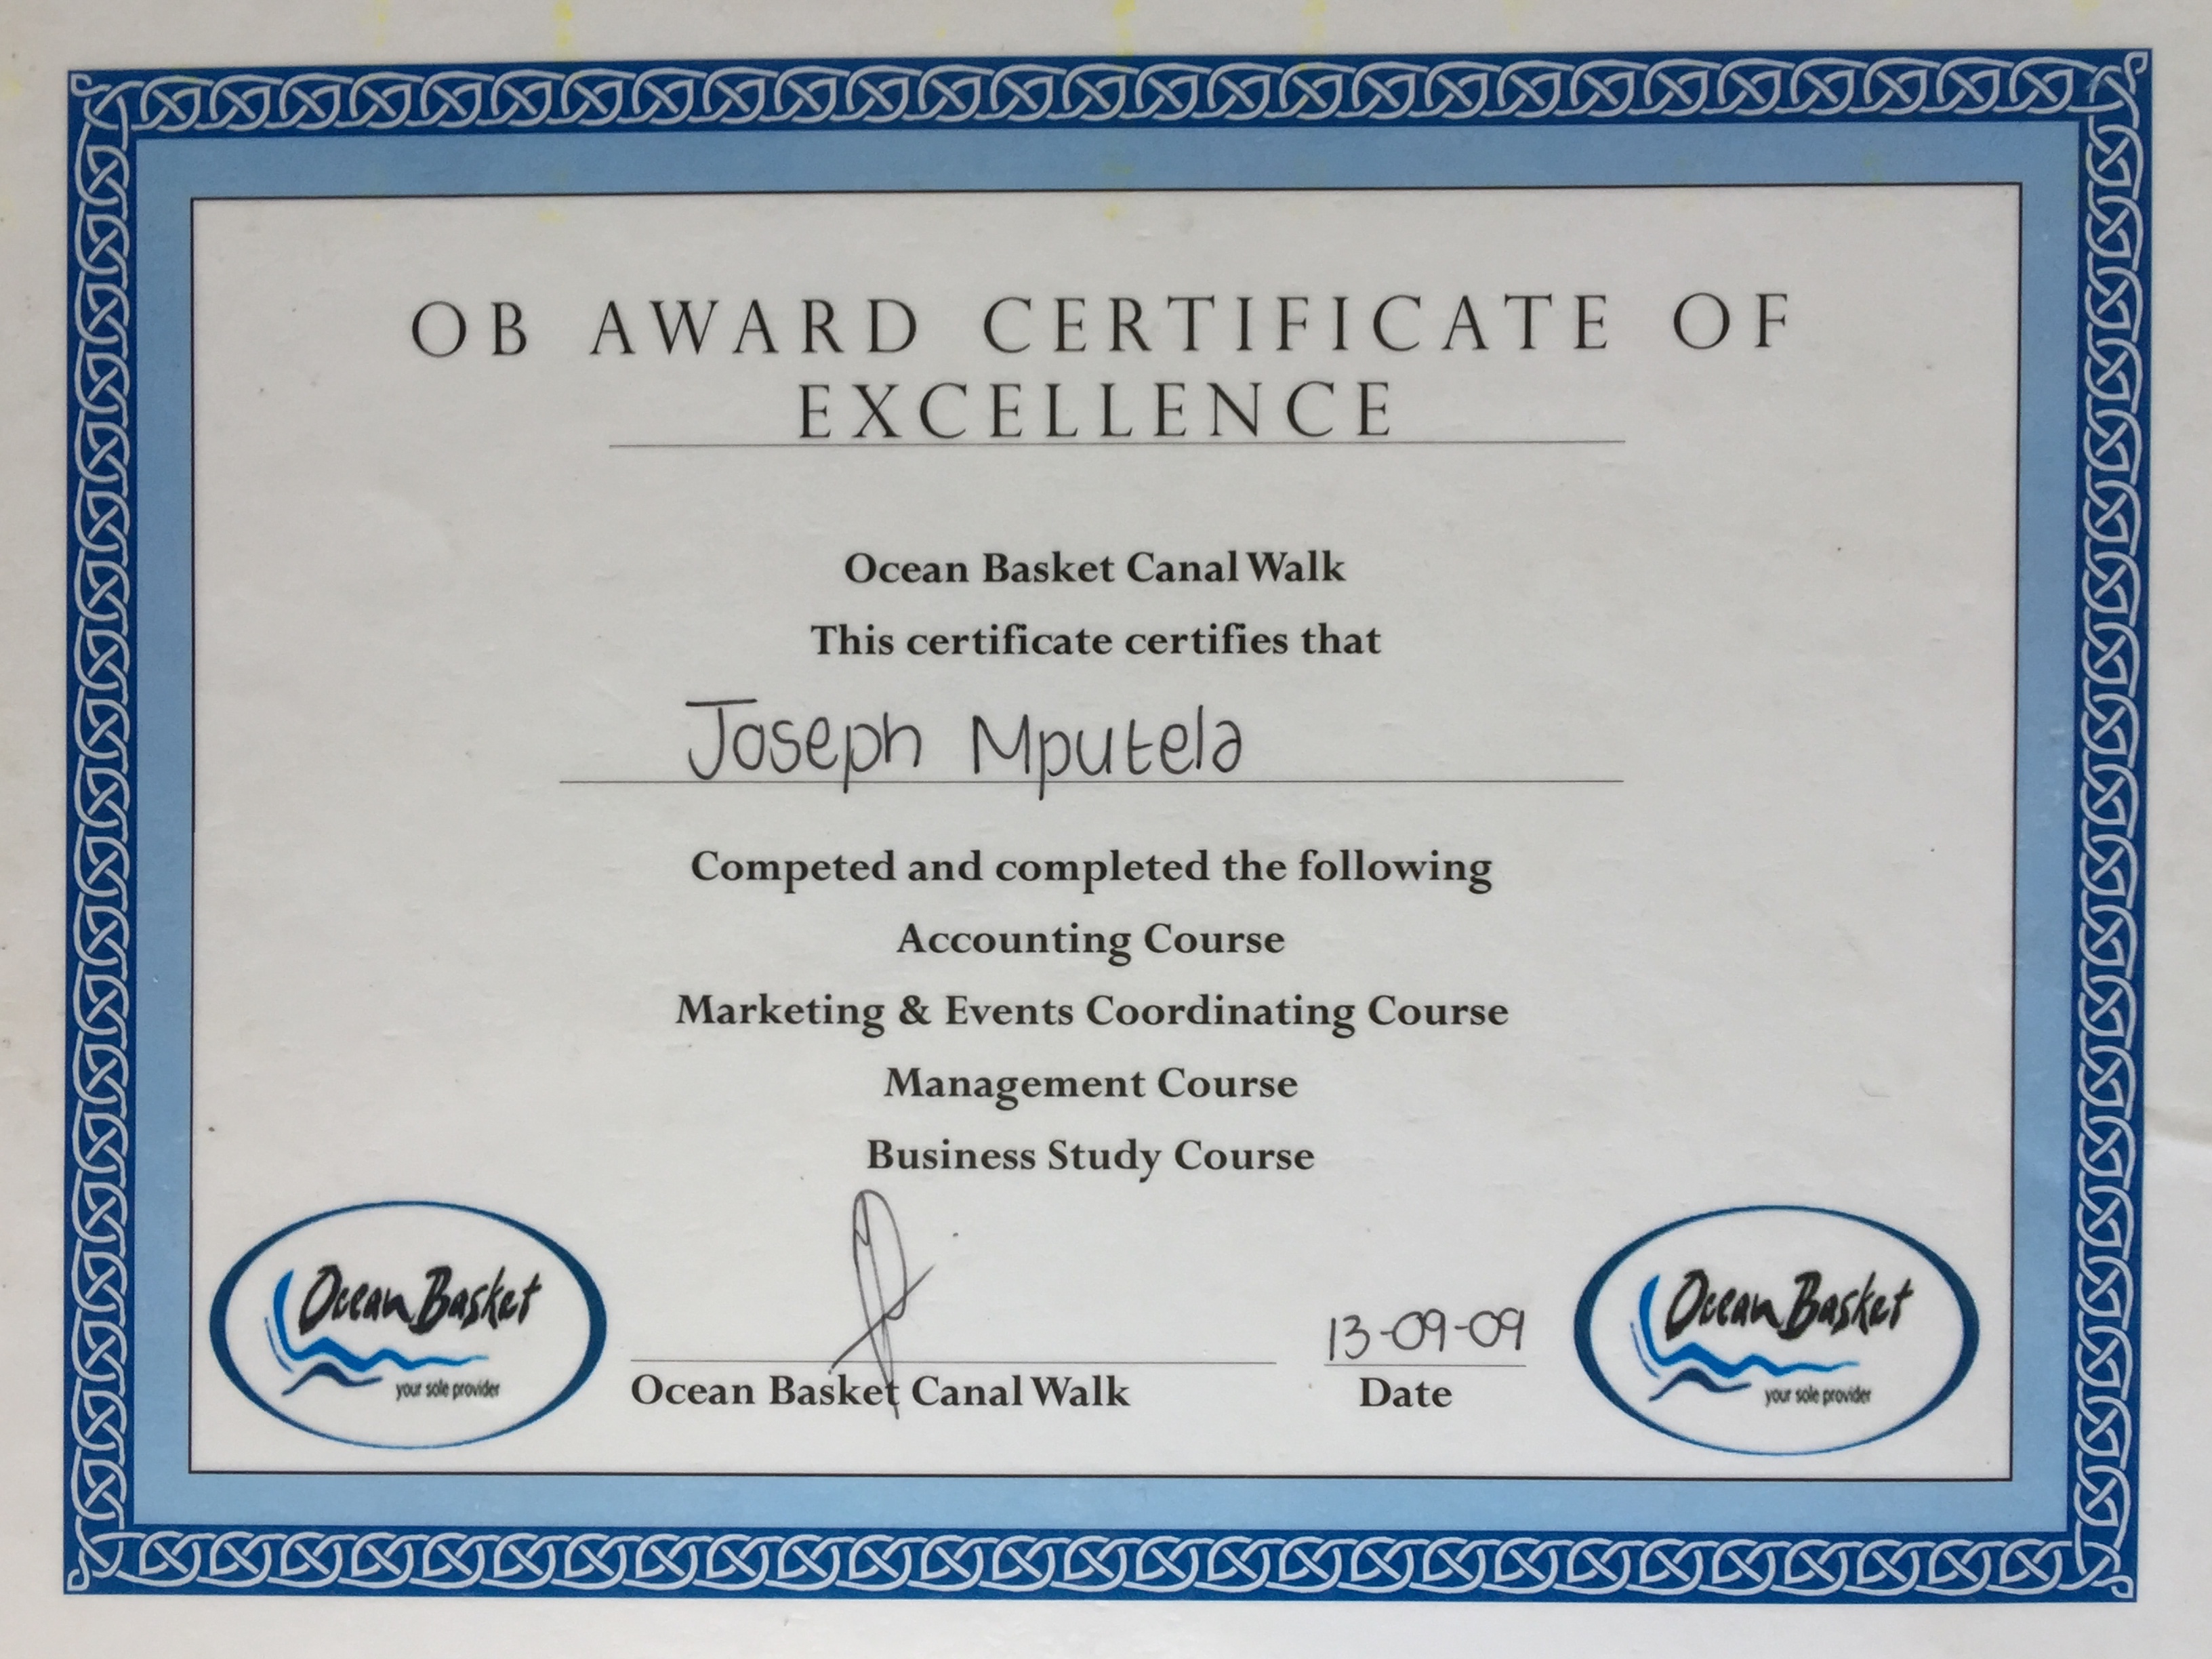 OB AWARD CERTIFICATE OF
EXCELLENCE
Ocean Basket Canal Walk
This certificate certifies that
Joseph Mputela
Competed and completed the following
Accounting Course
Marketing & Events Coordinating Course
Management Course
Business Study Course
Ocean Basket
your sole provider
13-09-09
Ocean Basket Canal Walk
Date
Ocean Basket
your sole provider